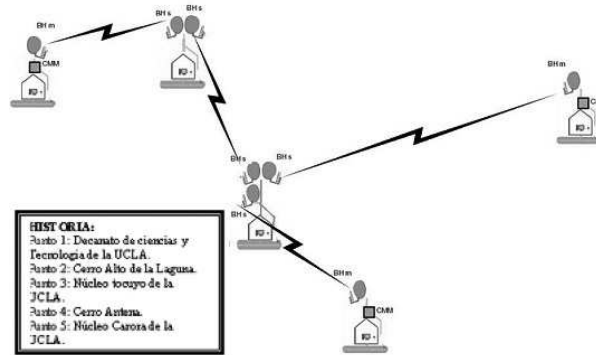 BHs
BHs
BHm
CMM
BHm
BHs
BHs
BHs
BHm
CMM
HISTORIA:
Punto 1: Decanato de ciencias y
Tecnologia de la UCLA.
Punto 2: Cerro Alto de la Laguna.
Punto 3: Núcleo tocuyo de la
UCLA.
Punto 4: Cerro Antena.
Punto 5: Núcleo Carora de la
UCLA.